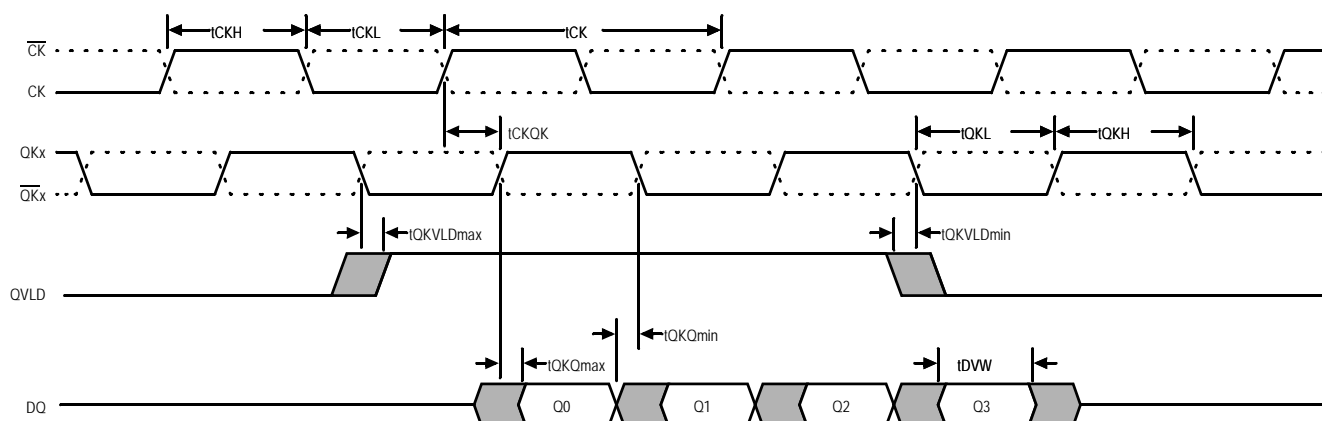 tCKH tCKL tCK
CK
CK
tCKQK tQKL tQKH
QKx
QKx
tQKVLDmax tQKVLDmin
QVLD
tQKQmin
tQKQmax tDVW
DQ Q0 Q1 Q2 Q3